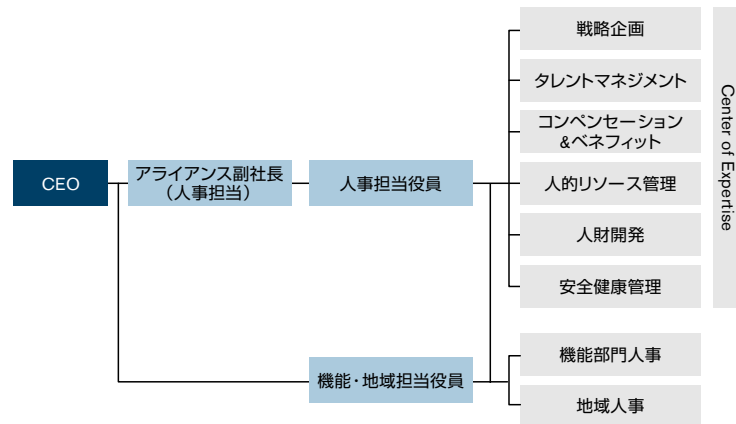 戦略企画
タレントマネジメント
コンペンセーション
&ベネフィット
CEO
アライアンス副社長
（人事担当）
人事担当役員
人的リソース管理
人財開発
安全健康管理
Center of Expertise
機能・地域担当役員
機能部門人事
地域人事